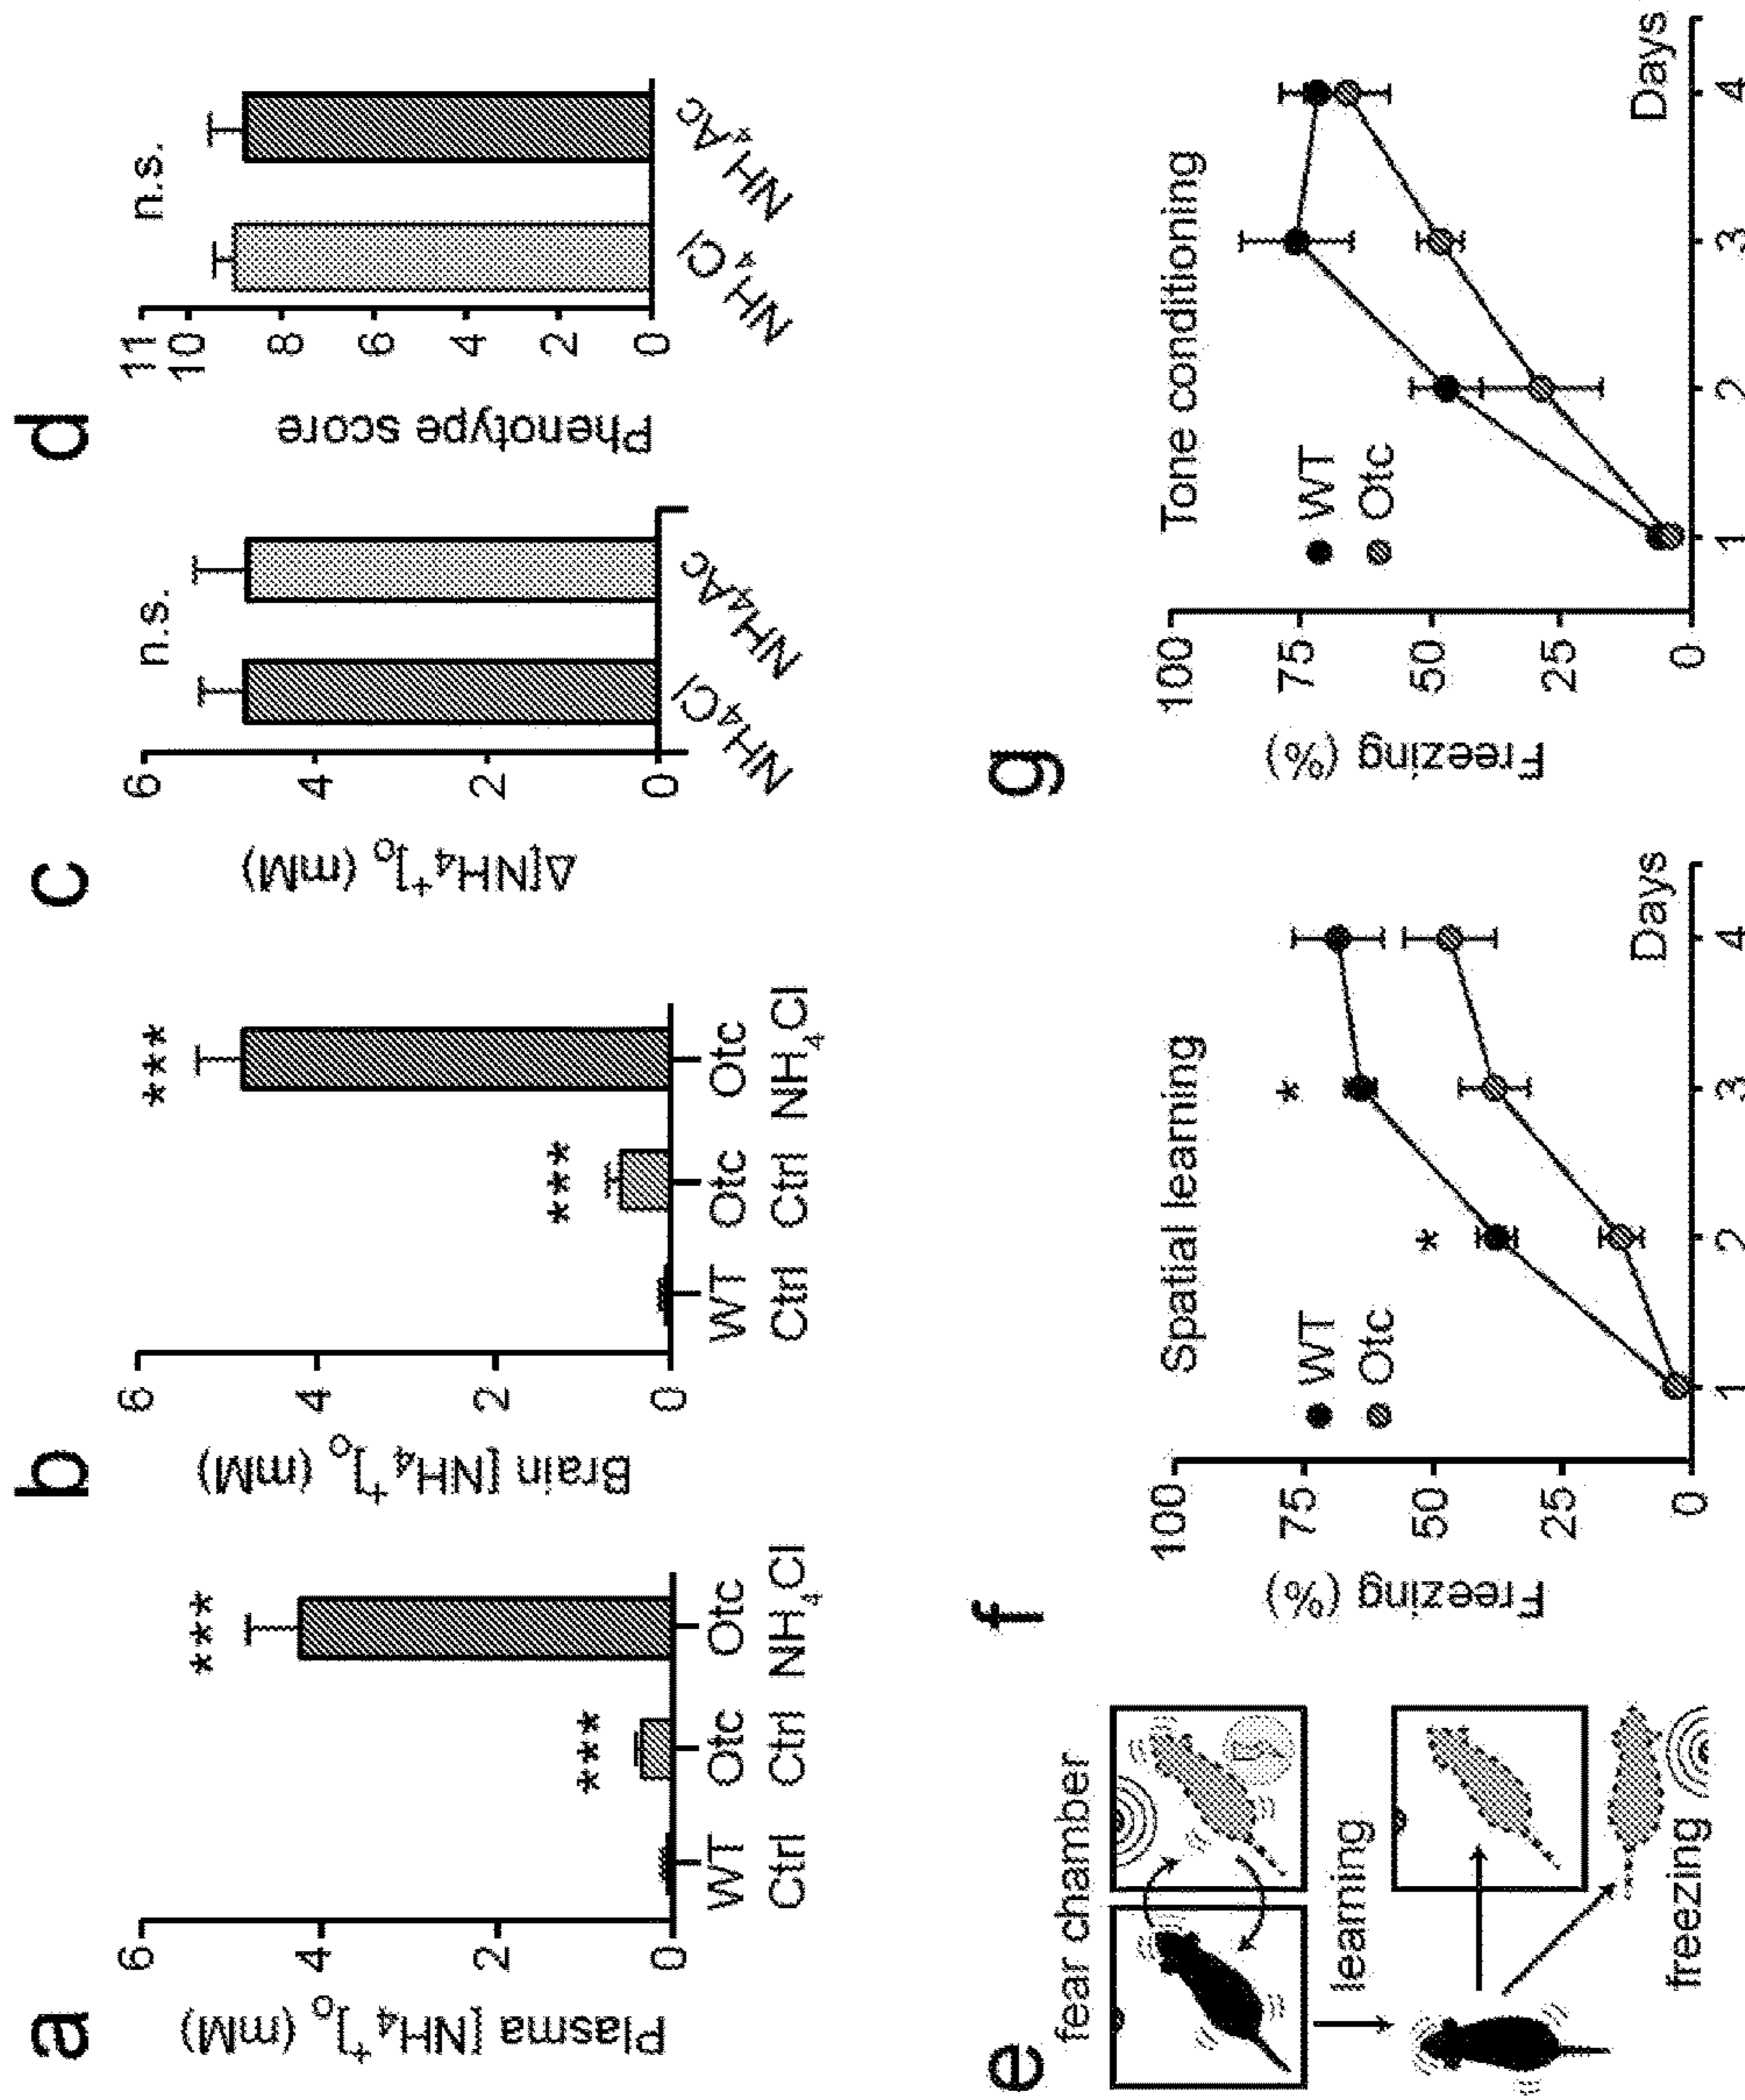 a
Plasma [NH₄⁺]ₒ (mM)
6
4
2
0
***
***
WT Otc Otc
Ctrl Ctrl NH₄Cl
b
Brain [NH₄⁺]ₒ (mM)
6
4
2
0
***
***
WT Otc Otc
Ctrl Ctrl NH₄Cl
c
Δ[NH₄⁺]ₒ (mM)
6
4
2
0
n.s.
NH₄Cl NH₄Ac
d
Phenotype score
11
10
8
6
4
2
0
n.s.
NH₄Cl NH₄Ac
e
fear chamber
learning
freezing
f
Spatial learning
Freezing (%)
100
75
50
25
0
WT
Otc
*
*
1 2 3 4
Days
g
Tone conditioning
Freezing (%)
100
75
50
25
0
WT
Otc
1 2 3 4
Days